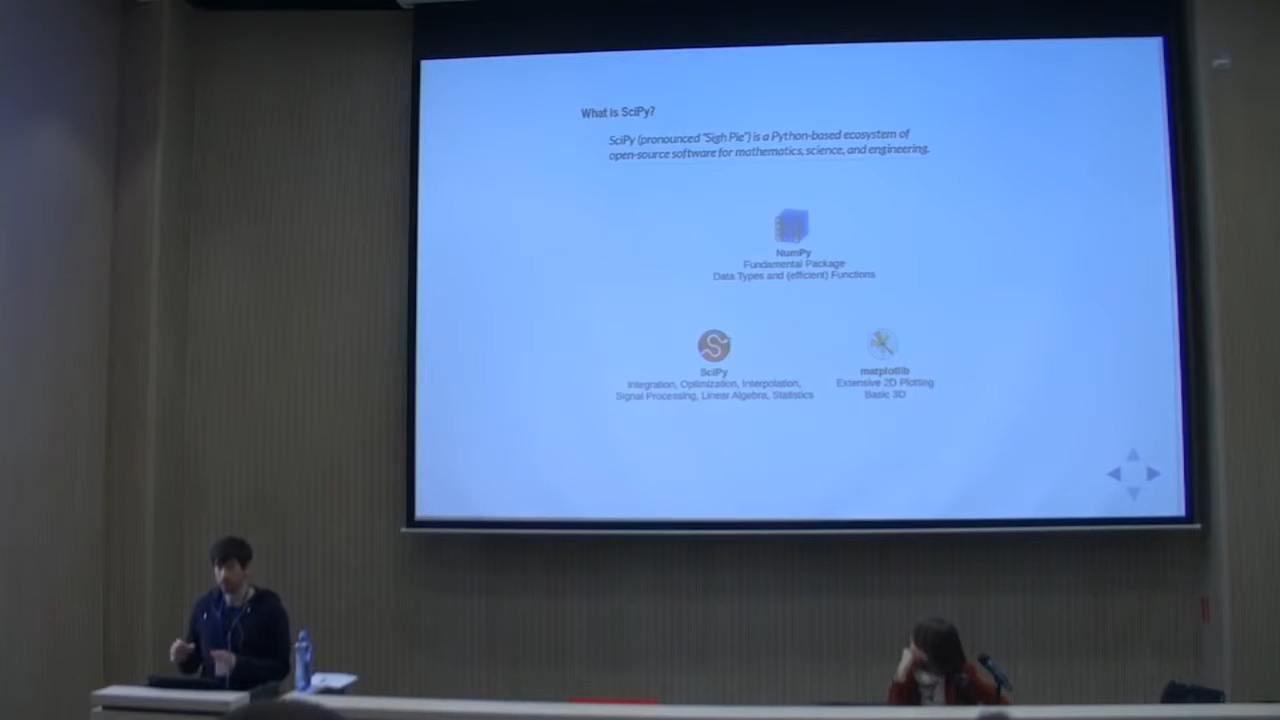 What is SciPy?
SciPy (pronounced "Sigh Pie") is a Python-based ecosystem of
open-source software for mathematics, science, and engineering.
NumPy
Fundamental Package
Data Types and (efficient) Functions
SciPy
Integration, Optimization, Interpolation,
Signal Processing, Linear Algebra, Statistics
matplotlib
Extensive 2D Plotting
Basic 3D